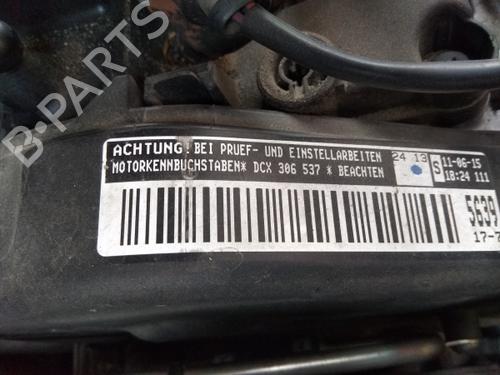 B-PARTS
ACHTUNG! BEI PRUEF- UND EINSTELLARBEITEN
MOTORKENNBUCHSTABEN* DCX 306 537 * BEACHTEN
24 13
S
11-06-15
18:24 111
5639
17-7